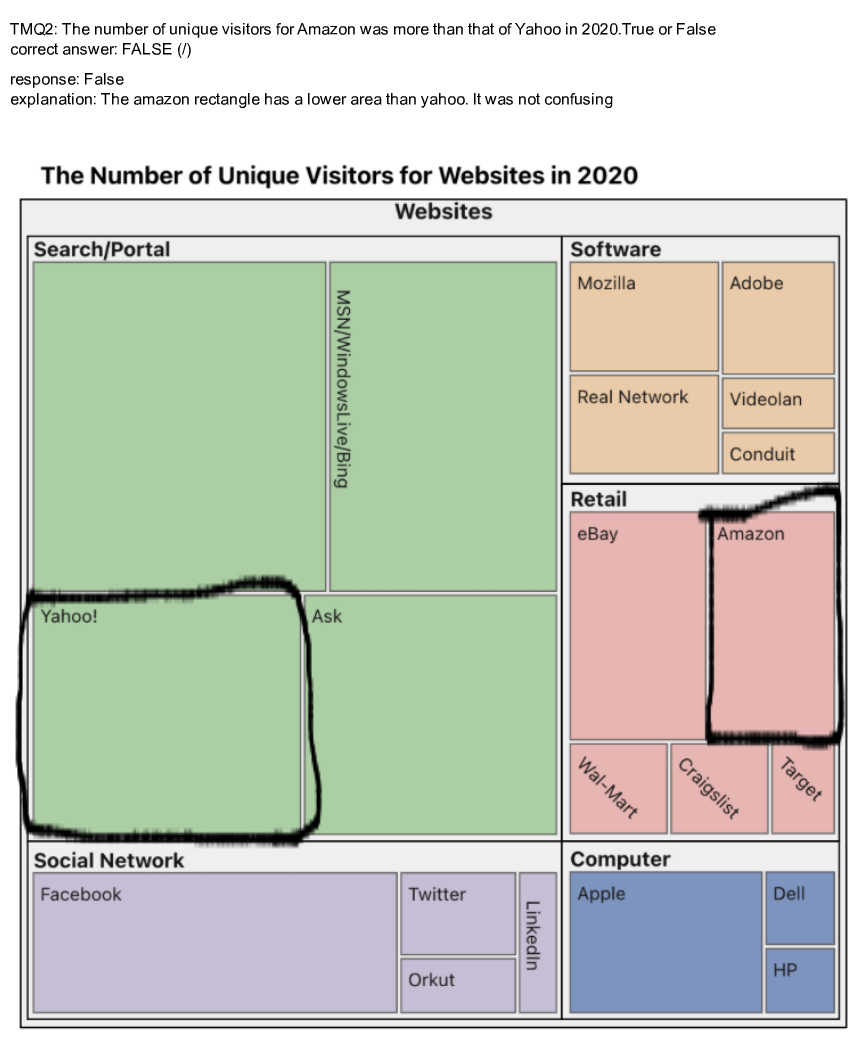 TMQ2: The number of unique visitors for Amazon was more than that of Yahoo in 2020.True or False
correct answer: FALSE (/)
response: False
explanation: The amazon rectangle has a lower area than yahoo. It was not confusing
The Number of Unique Visitors for Websites in 2020
Websites
Search/Portal
MSN/WindowsLive/Bing
Yahoo!
Ask
Software
Mozilla
Adobe
Real Network
Videolan
Conduit
Retail
eBay
Amazon
Wal-Mart
Craigslist
Target
Social Network
Facebook
Twitter
Orkut
LinkedIn
Computer
Apple
Dell
HP